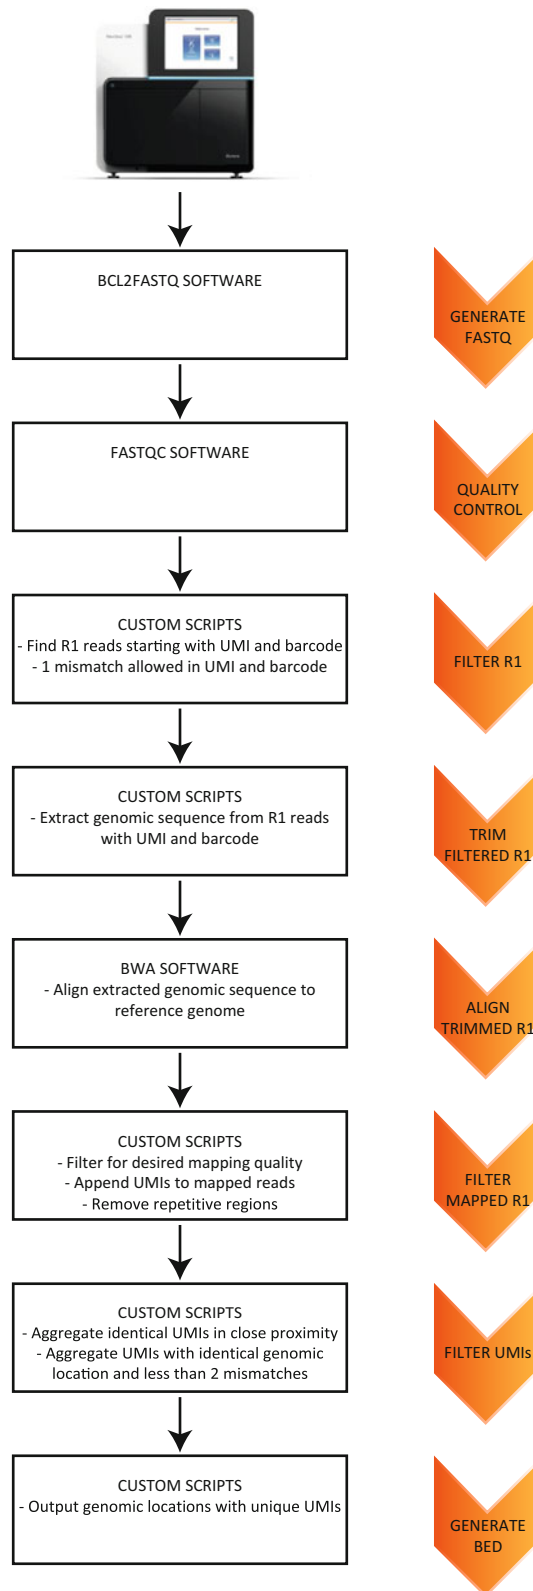 BCL2FASTQ SOFTWARE
GENERATE
FASTQ
FASTQC SOFTWARE
QUALITY
CONTROL
CUSTOM SCRIPTS
- Find R1 reads starting with UMI and barcode
- 1 mismatch allowed in UMI and barcode
FILTER R1
CUSTOM SCRIPTS
- Extract genomic sequence from R1 reads
with UMI and barcode
TRIM
FILTERED R1
BWA SOFTWARE
- Align extracted genomic sequence to
reference genome
ALIGN
TRIMMED R1
CUSTOM SCRIPTS
- Filter for desired mapping quality
- Append UMIs to mapped reads
- Remove repetitive regions
FILTER
MAPPED R1
CUSTOM SCRIPTS
- Aggregate identical UMIs in close proximity
- Aggregate UMIs with identical genomic
location and less than 2 mismatches
FILTER UMIs
CUSTOM SCRIPTS
- Output genomic locations with unique UMIs
GENERATE
BED